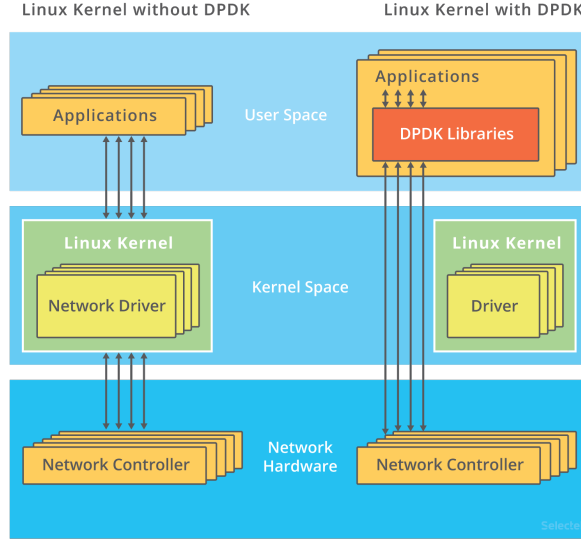 Linux Kernel without DPDK
Linux Kernel with DPDK
Applications
User Space
Applications
DPDK Libraries
Linux Kernel
Network Driver
Kernel Space
Linux Kernel
Driver
Network Controller
Network
Hardware
Network Controller